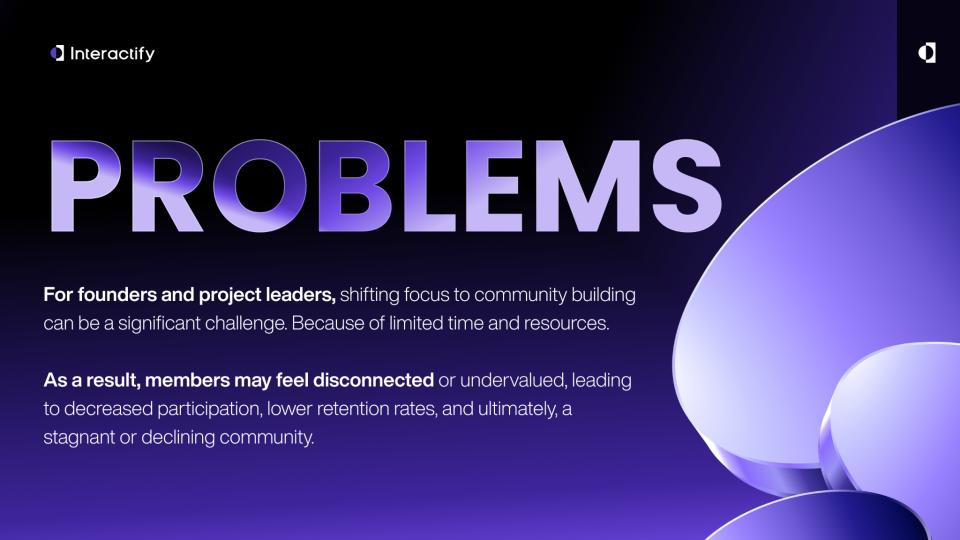 Interactify
PROBLEMS
For founders and project leaders, shifting focus to community building
can be a significant challenge. Because of limited time and resources.
As a result, members may feel disconnected or undervalued, leading
to decreased participation, lower retention rates, and ultimately, a
stagnant or declining community.